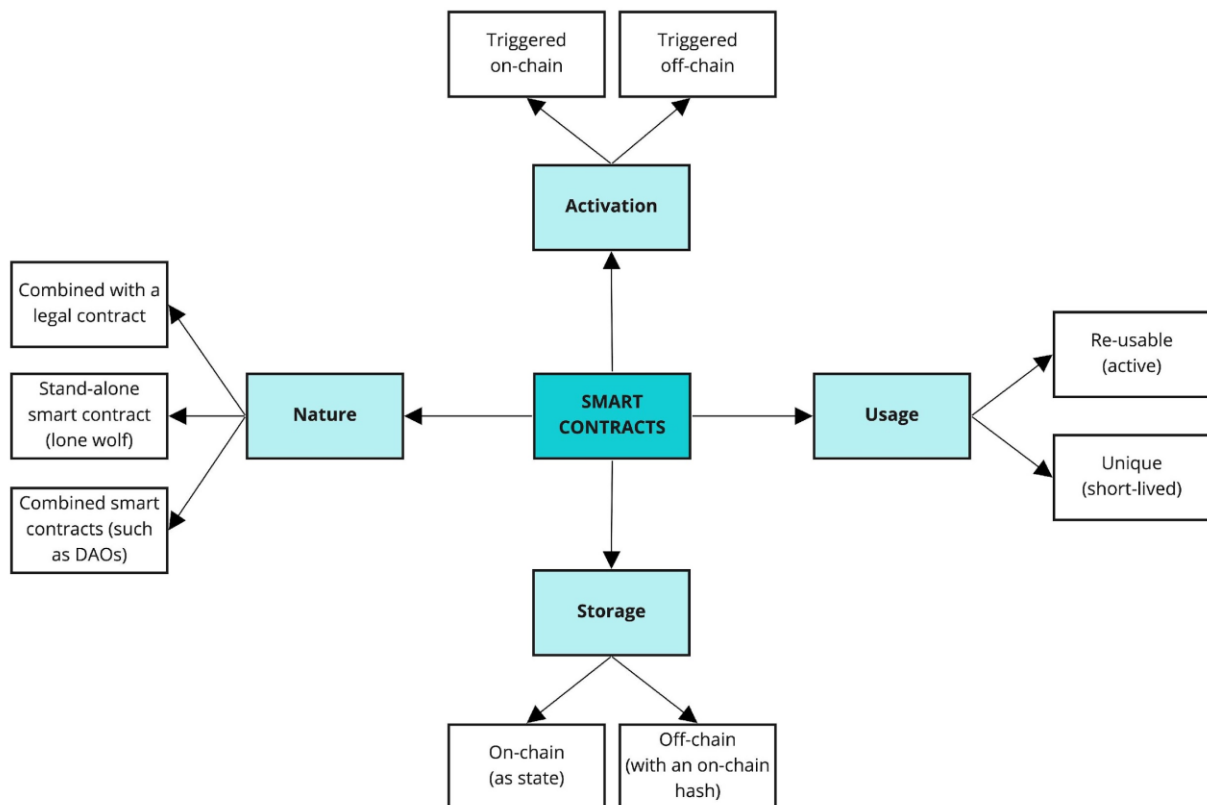 Triggered
on-chain
Triggered
off-chain
Activation
Combined with a
legal contract
Stand-alone
smart contract
(lone wolf)
Combined smart
contracts (such
as DAOs)
Nature
SMART
CONTRACTS
Usage
Re-usable
(active)
Unique
(short-lived)
Storage
On-chain
(as state)
Off-chain
(with an on-chain
hash)